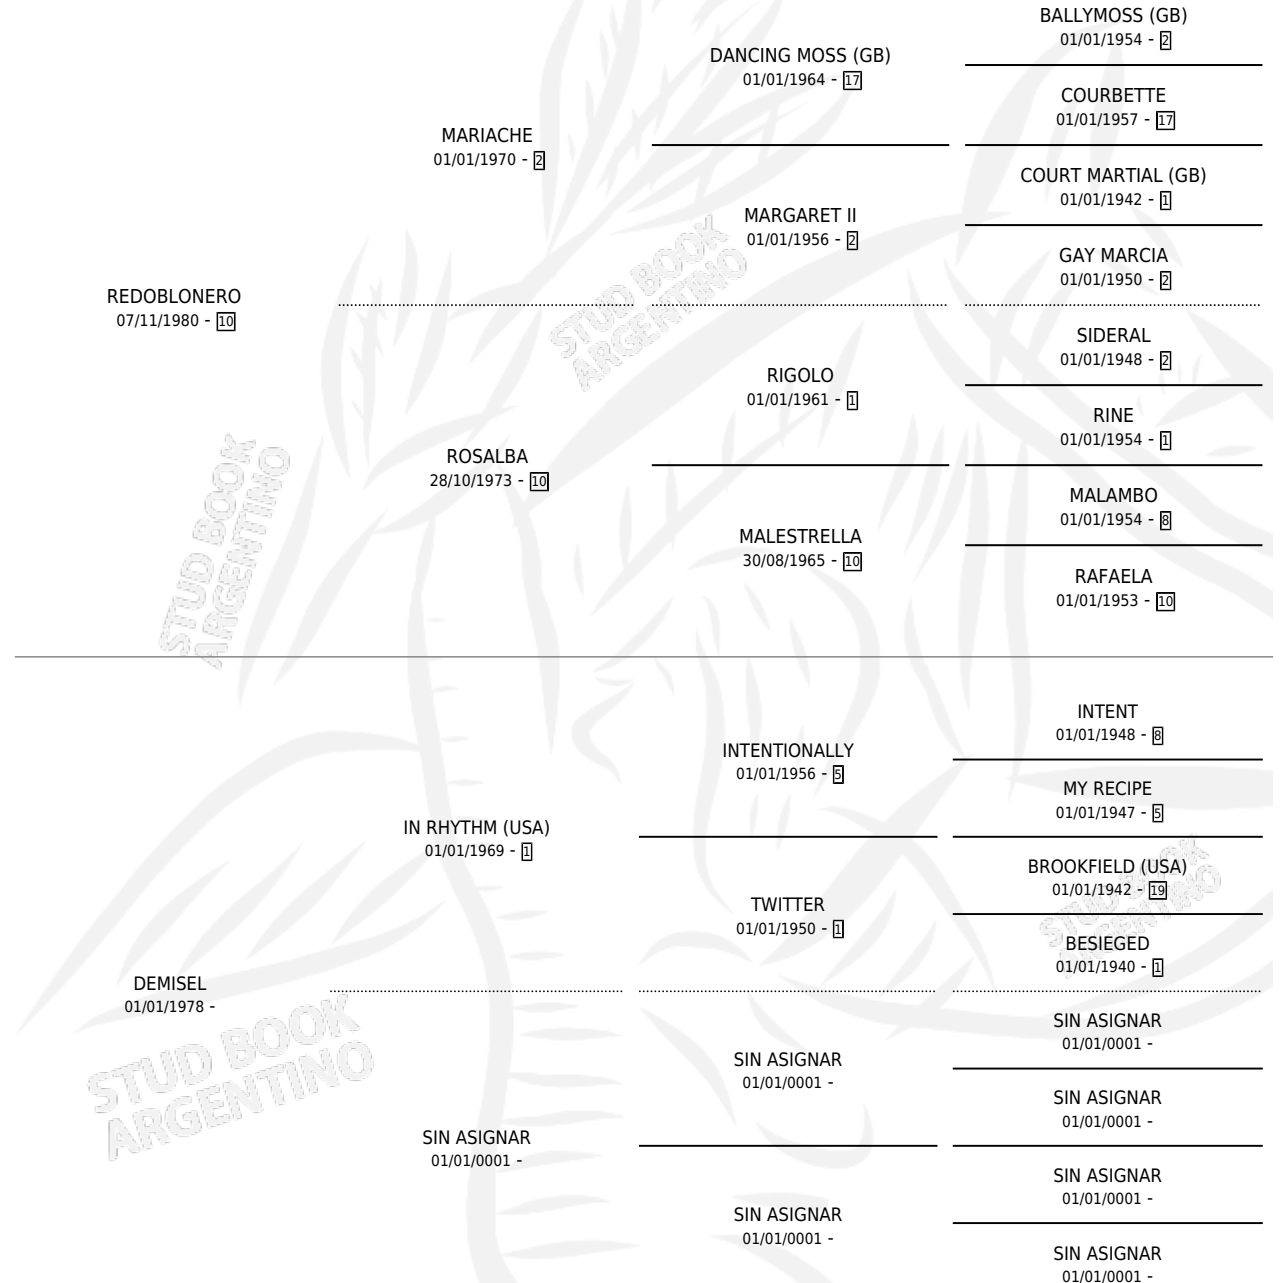 BALLYMOSS (GB)
01/01/1954 - 2
DANCING MOSS (GB)
01/01/1964 - 17
COURBETTE
01/01/1957 - 17
MARIACHE
01/01/1970 - 2
COURT MARTIAL (GB)
01/01/1942 - 1
MARGARET II
01/01/1956 - 2
GAY MARCIA
01/01/1950 - 2
REDOBLONERO
07/11/1980 - 10
SIDERAL
01/01/1948 - 2
RIGOLO
01/01/1961 - 1
RINE
01/01/1954 - 1
ROSALBA
28/10/1973 - 10
MALAMBO
01/01/1954 - 8
MALESTRELLA
30/08/1965 - 10
RAFAELA
01/01/1953 - 10
INTENT
01/01/1948 - 8
INTENTIONALLY
01/01/1956 - 5
MY RECIPE
01/01/1947 - 5
IN RHYTHM (USA)
01/01/1969 - 1
BROOKFIELD (USA)
01/01/1942 - 19
TWITTER
01/01/1950 - 1
BESIEGED
01/01/1940 - 1
DEMISEL
01/01/1978 -
SIN ASIGNAR
01/01/0001 -
SIN ASIGNAR
01/01/0001 -
SIN ASIGNAR
01/01/0001 -
SIN ASIGNAR
01/01/0001 -
SIN ASIGNAR
01/01/0001 -
SIN ASIGNAR
01/01/0001 -
SIN ASIGNAR
01/01/0001 -
STUD BOOK
ARGENTINO
STUD BOOK
ARGENTINO
STUD BOOK
ARGENTINO
STUD BOOK
ARGENTINO